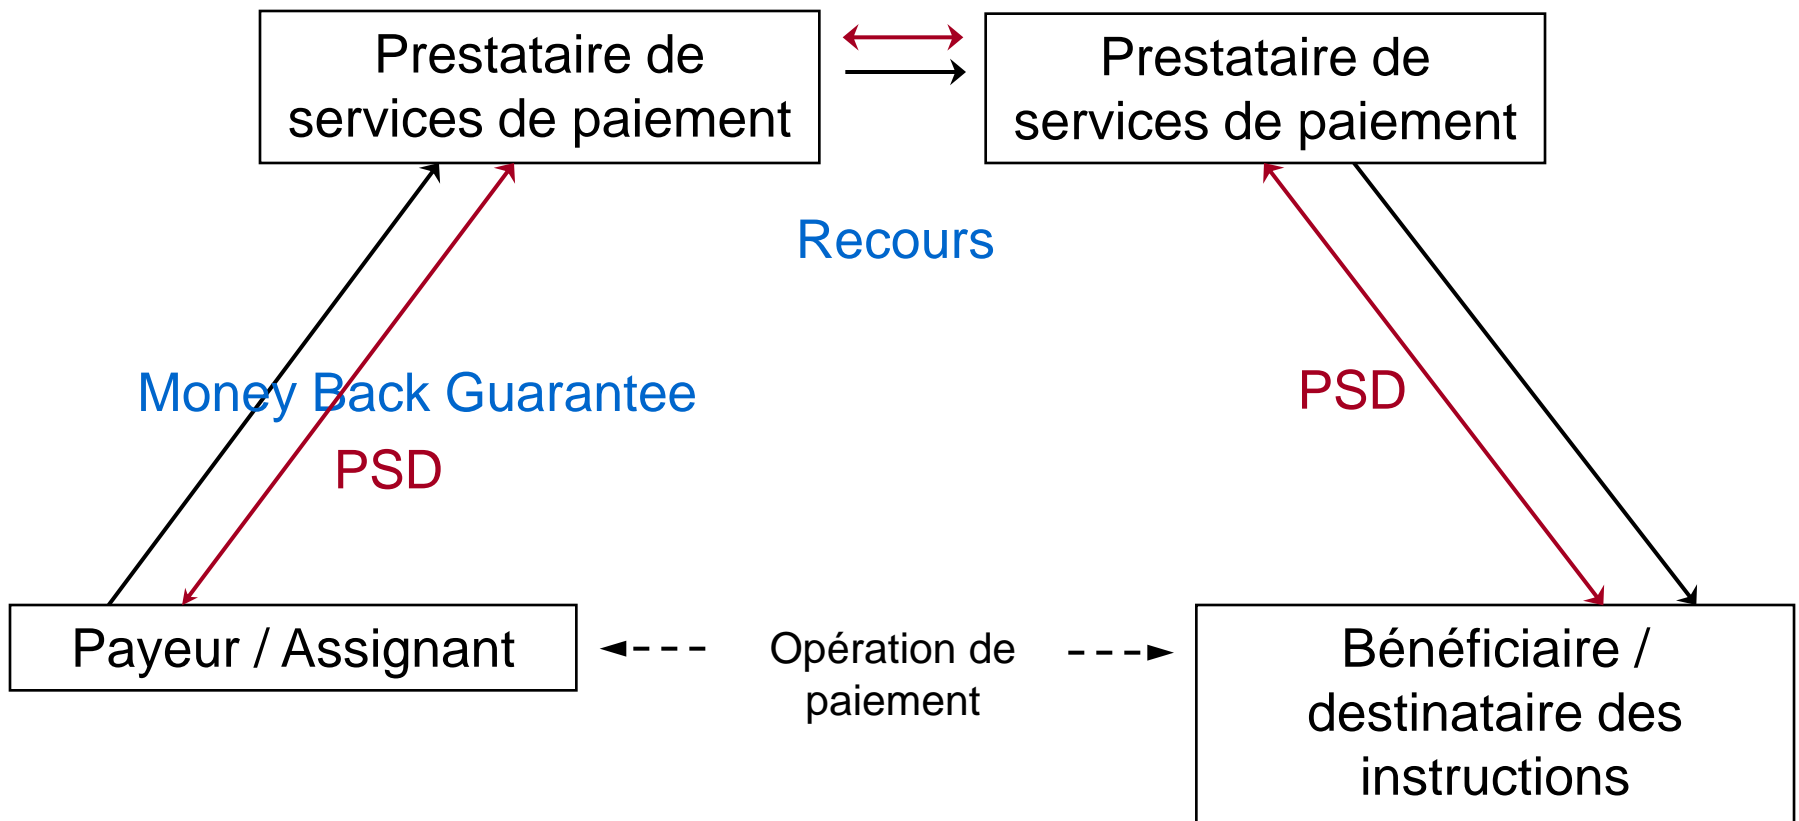 Prestataire de
services de paiement
Prestataire de
services de paiement
Recours
Money Back Guarantee
PSD
PSD
Payeur / Assignant
Opération de
paiement
Bénéficiaire /
destinataire des
instructions